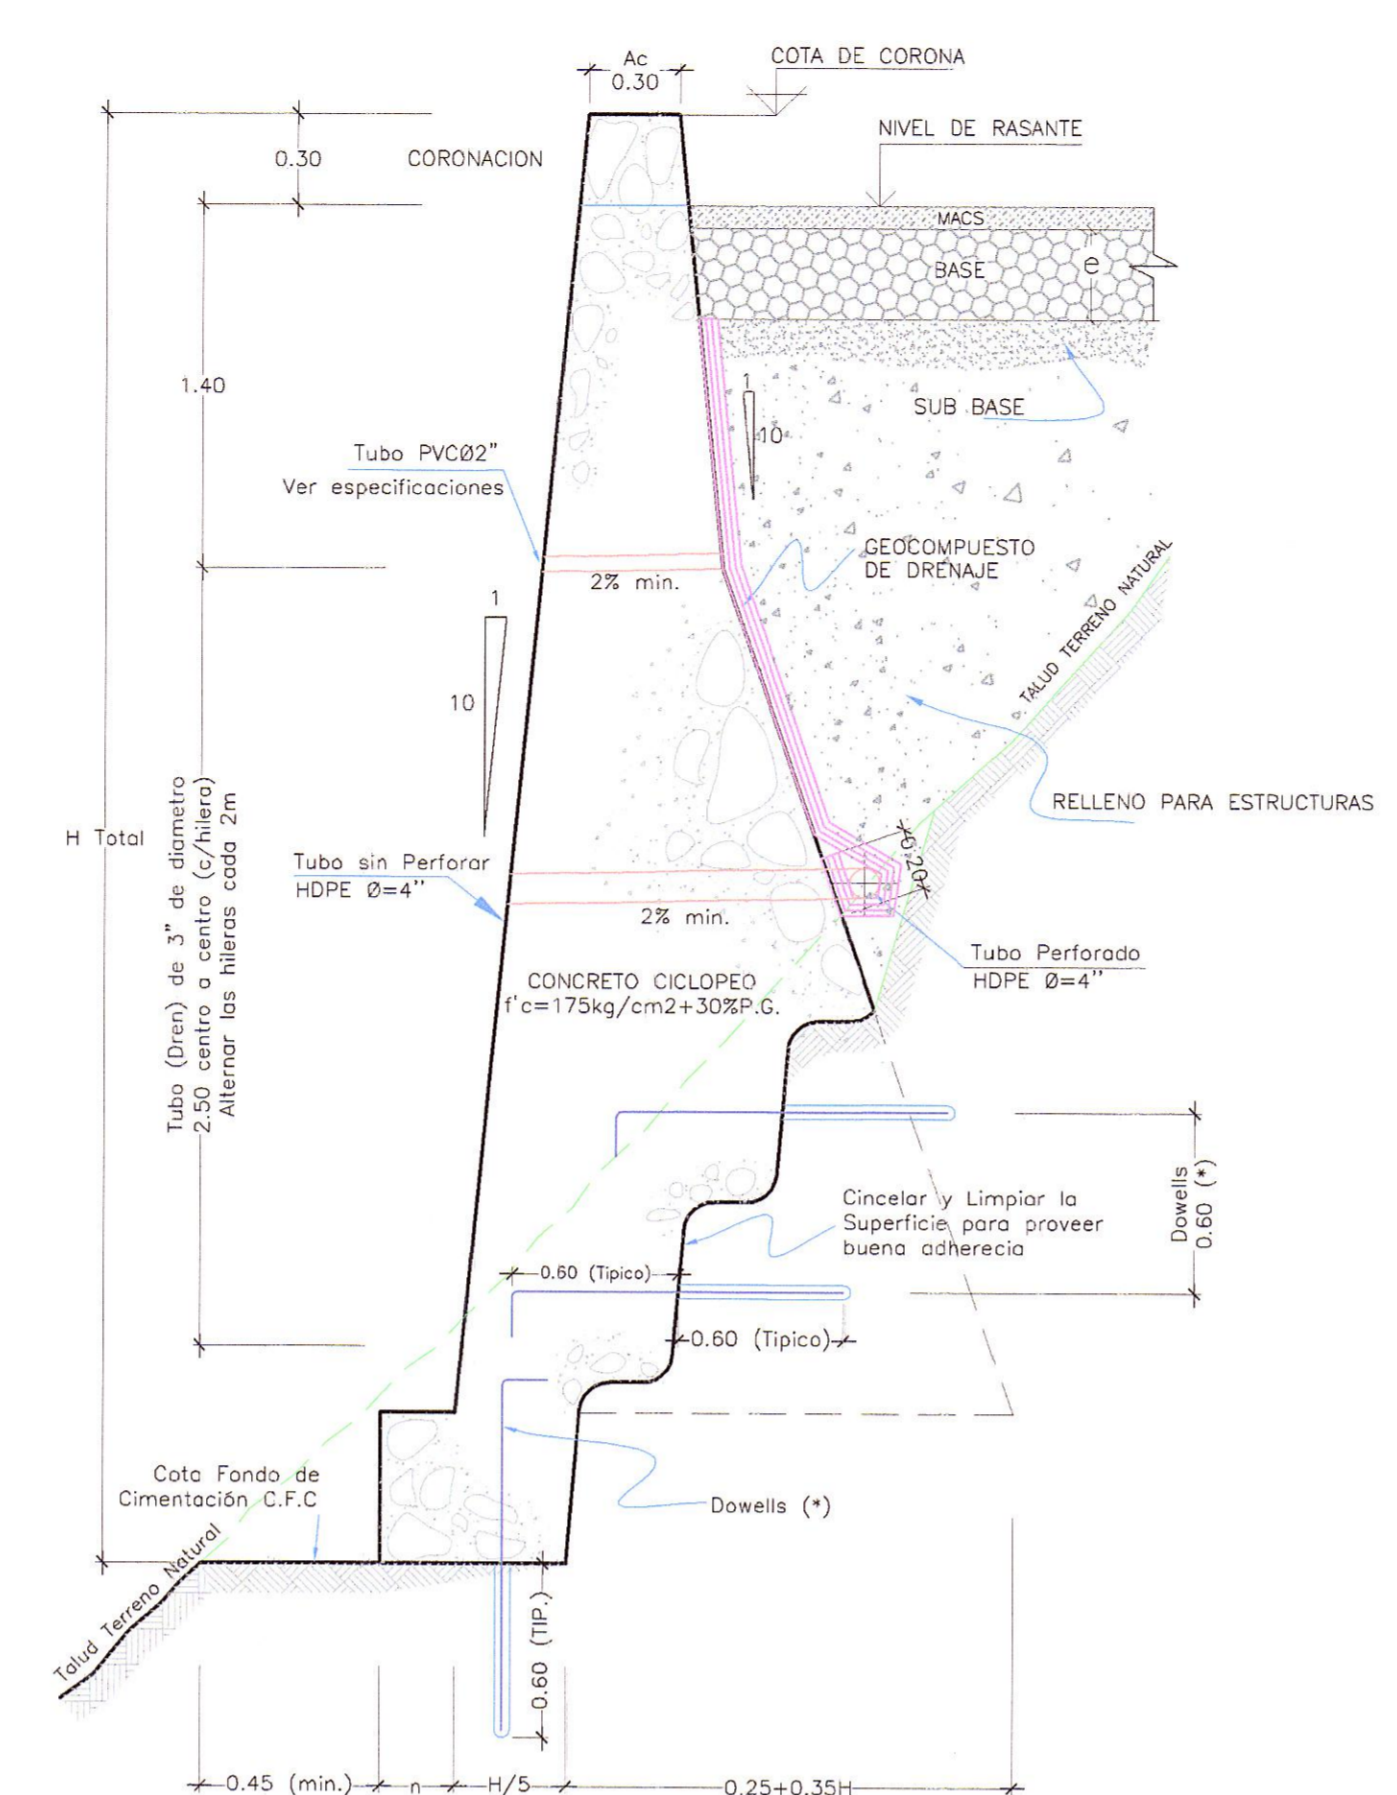 Ac
0.30
COTA DE CORONA
NIVEL DE RASANTE
0.30
CORONACION
MACS
BASE
e
1.40
1
10
SUB BASE
Tubo PVCØ2"
Ver especificaciones
2% min.
GEOCOMPUESTO
DE DRENAJE
TALUD TERRENO NATURAL
1
10
H Total
RELLENO PARA ESTRUCTURAS
Tubo (Dren) de 3" de diametro
2.50 centro a centro (c/hilera)
Alternar las hileras cada 2m
Tubo sin Perforar
HDPE Ø=4"
0.20
2% min.
Tubo Perforado
HDPE Ø=4"
CONCRETO CICLOPEO
f'c=175kg/cm2+30%P.G.
Dowells
0.60 (*)
Cincelar y Limpiar la
Superficie para proveer
buena adherecia
0.60 (Tipico)
0.60 (Tipico)
Cota Fondo de
Cimentación C.F.C
Dowells (*)
Talud Terreno Natural
0.60 (TIP.)
0.45 (min.)
n
H/5
0.25+0.35H